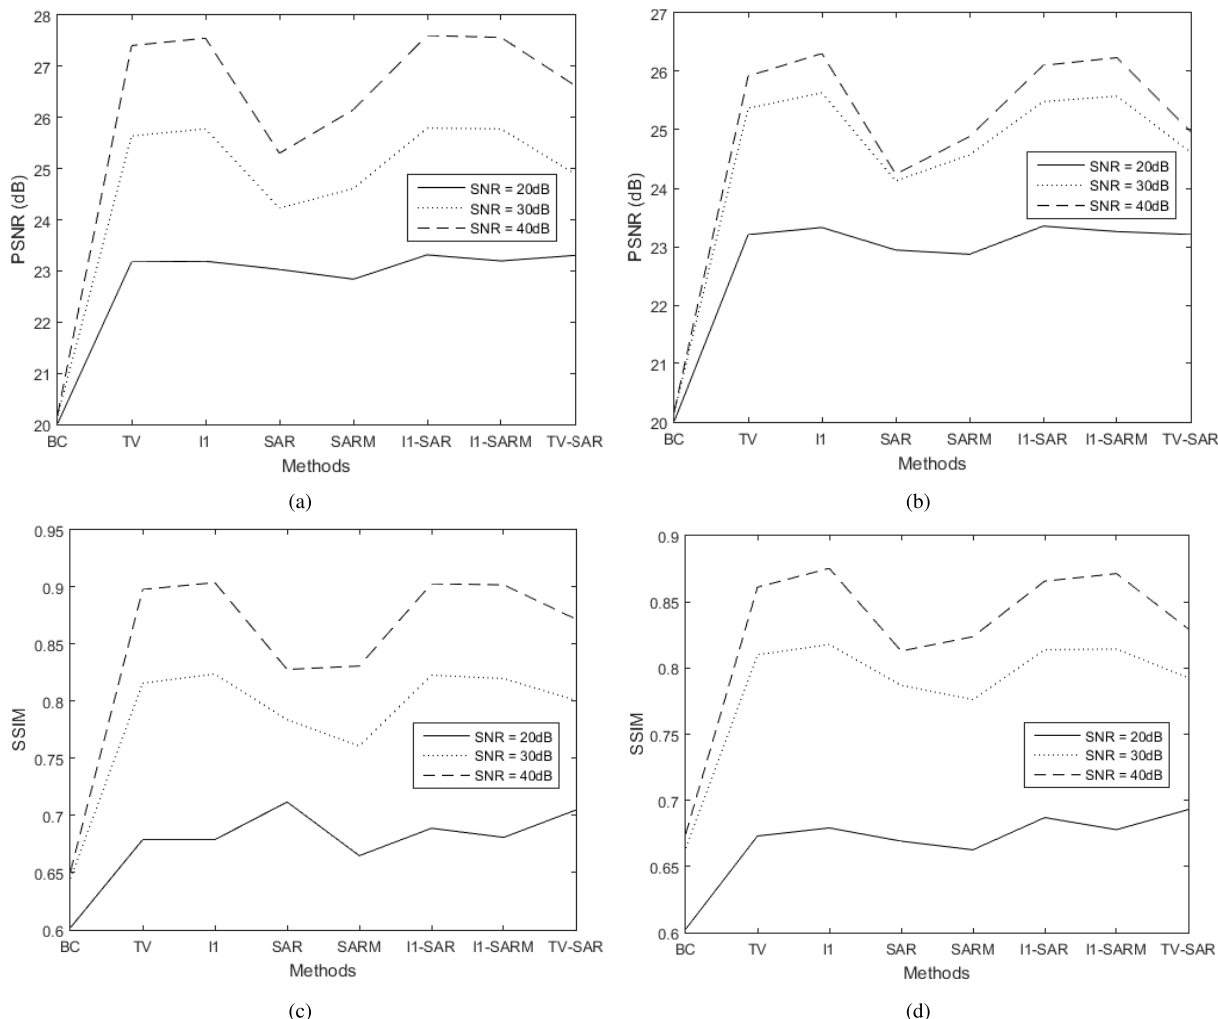 28
27
26
25
24
23
22
21
20
PSNR (dB)
SNR = 20dB
SNR = 30dB
SNR = 40dB
BC TV l1 SAR SARM l1-SAR l1-SARM TV-SAR
Methods
(a)
27
26
25
24
23
22
21
20
PSNR (dB)
SNR = 20dB
SNR = 30dB
SNR = 40dB
BC TV l1 SAR SARM l1-SAR l1-SARM TV-SAR
Methods
(b)
0.95
0.9
0.85
0.8
0.75
0.7
0.65
0.6
SSIM
SNR = 20dB
SNR = 30dB
SNR = 40dB
BC TV l1 SAR SARM l1-SAR l1-SARM TV-SAR
Methods
(c)
0.9
0.85
0.8
0.75
0.7
0.65
0.6
SSIM
SNR = 20dB
SNR = 30dB
SNR = 40dB
BC TV l1 SAR SARM l1-SAR l1-SARM TV-SAR
Methods
(d)